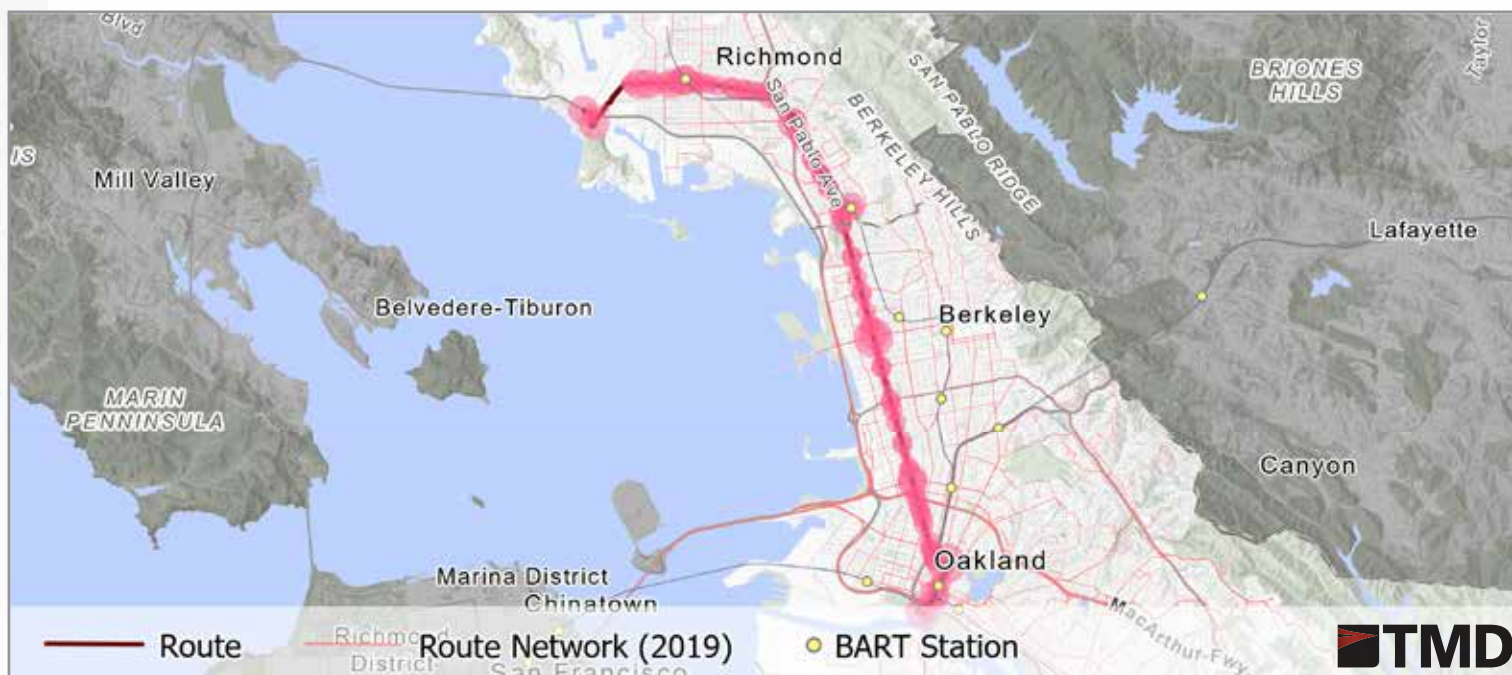 Blvd
Richmond
Taylor
BRIONES
HILLS
SAN PABLO RIDGE
San Pablo Ave
BERKELEY HILLS
IS
Mill Valley
Lafayette
Belvedere-Tiburon
Berkeley
MARIN
PENNINSULA
Canyon
Oakland
Marina District
Chinatown
MacArthur-Fwy
Route
Richmond
District
Route Network (2019)
San Francisco
BART Station
TMD